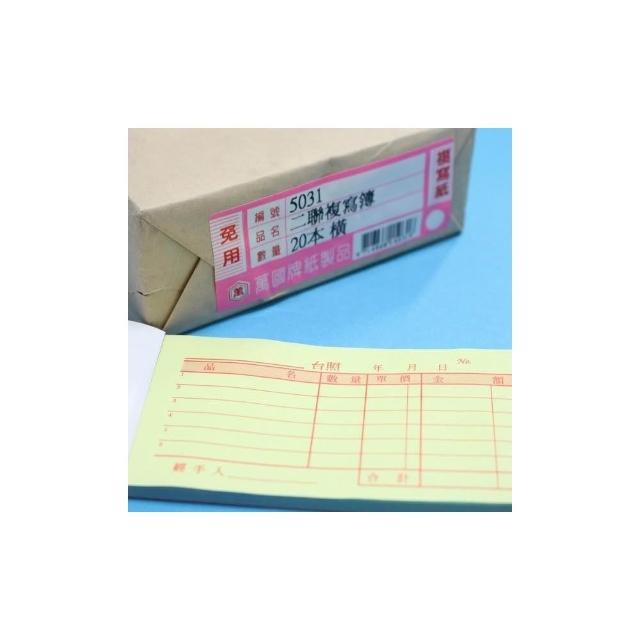 免用
複寫紙
編號 5031
品名 二聯複寫簿
數量 20本 橫
萬國牌紙製品
萬
台照 年 月 日 No.
品名 數量 單價 金額
1
2
3
4
5
6
經手人
合計